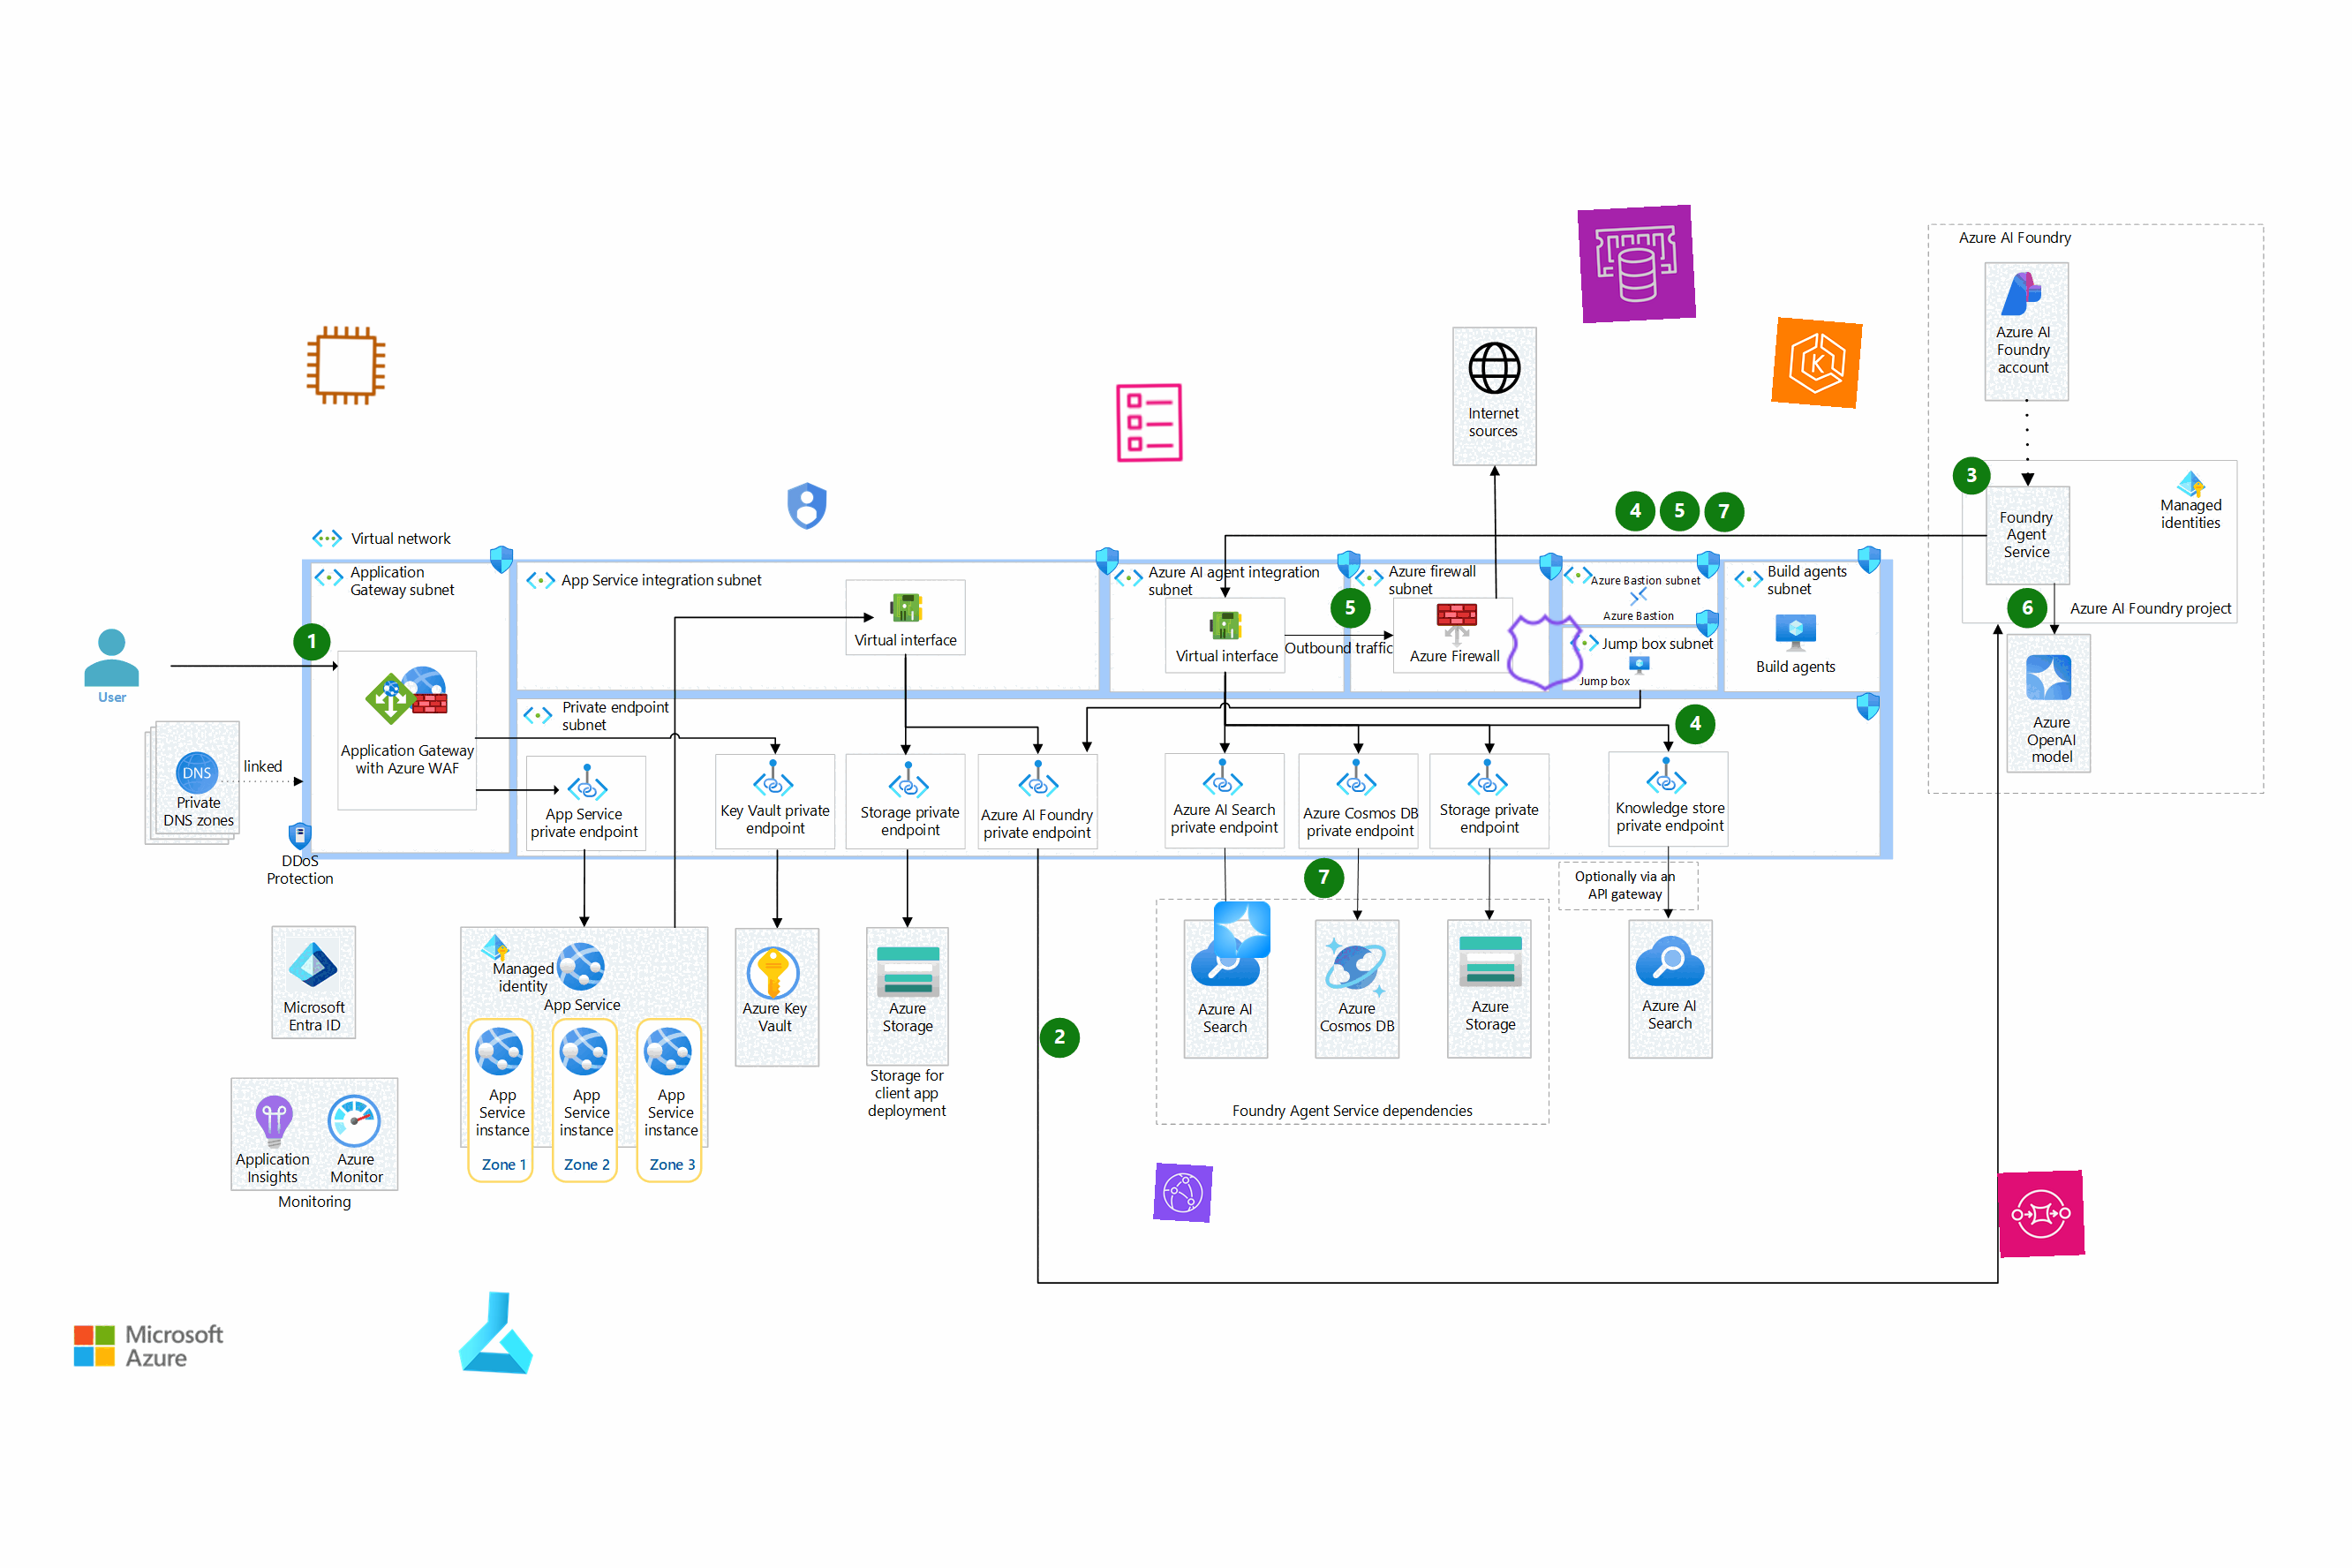 Azure AI Foundry
Azure AI
Foundry
account
Internet
sources
3
Managed
identities
4
5
7
Foundry
Agent
Service
Virtual network
Application
Gateway subnet
App Service integration subnet
Azure AI agent integration
subnet
Azure firewall
subnet
Azure Bastion subnet
Azure Bastion
Build agents
subnet
5
6
Azure AI Foundry project
1
Virtual interface
Virtual interface
Outbound traffic
Azure Firewall
Jump box subnet
Jump box
Build agents
User
Private endpoint
subnet
4
Azure
OpenAI
model
Application Gateway
with Azure WAF
linked
DNS
Private
DNS zones
App Service
private endpoint
Key Vault private
endpoint
Storage private
endpoint
Azure AI Foundry
private endpoint
Azure AI Search
private endpoint
Azure Cosmos DB
private endpoint
Storage private
endpoint
Knowledge store
private endpoint
DDoS
Protection
7
Optionally via an
API gateway
Microsoft
Entra ID
Managed
identity
App Service
Azure Key
Vault
Azure
Storage
Storage for
client app
deployment
2
Azure AI
Search
Azure
Cosmos DB
Azure
Storage
Azure AI
Search
App
Service
instance
App
Service
instance
App
Service
instance
Zone 1
Zone 2
Zone 3
Foundry Agent Service dependencies
Application
Insights
Azure
Monitor
Monitoring
K
Microsoft
Azure